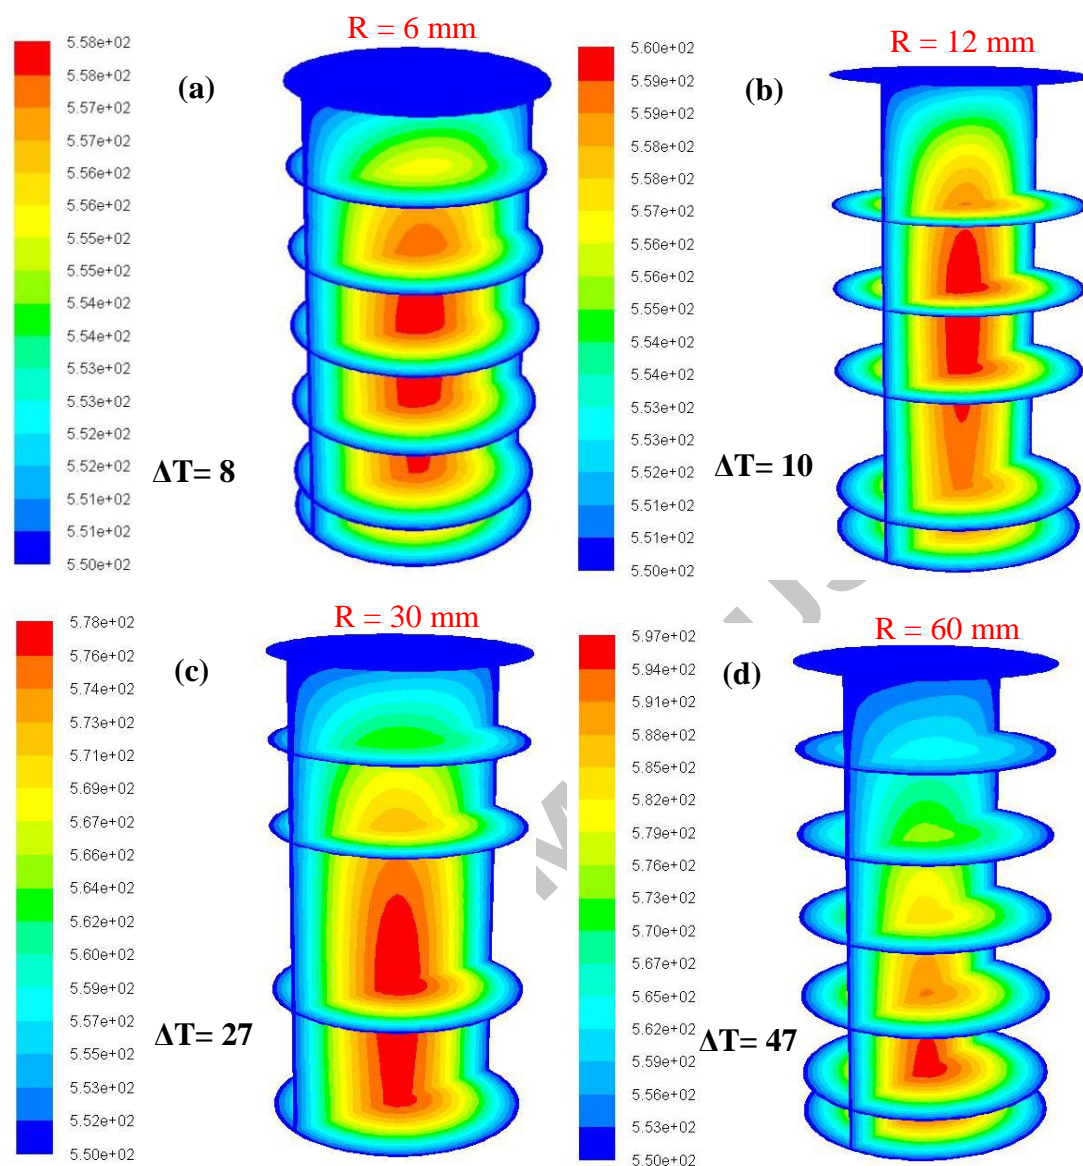 R = 6 mm
(a)
5.58e+02
5.58e+02
5.57e+02
5.57e+02
5.56e+02
5.56e+02
5.55e+02
5.55e+02
5.54e+02
5.54e+02
5.53e+02
5.53e+02
5.52e+02
5.52e+02
5.51e+02
5.51e+02
5.50e+02
ΔT= 8
R = 12 mm
(b)
5.60e+02
5.59e+02
5.59e+02
5.58e+02
5.58e+02
5.57e+02
5.56e+02
5.56e+02
5.55e+02
5.54e+02
5.54e+02
5.53e+02
5.53e+02
5.52e+02
5.51e+02
5.50e+02
ΔT= 10
R = 30 mm
(c)
5.78e+02
5.76e+02
5.74e+02
5.73e+02
5.71e+02
5.69e+02
5.67e+02
5.66e+02
5.64e+02
5.62e+02
5.60e+02
5.59e+02
5.57e+02
5.55e+02
5.53e+02
5.52e+02
5.50e+02
ΔT= 27
R = 60 mm
(d)
5.97e+02
5.94e+02
5.91e+02
5.88e+02
5.85e+02
5.82e+02
5.79e+02
5.76e+02
5.73e+02
5.70e+02
5.67e+02
5.65e+02
5.62e+02
5.59e+02
5.56e+02
5.53e+02
5.50e+02
ΔT= 47